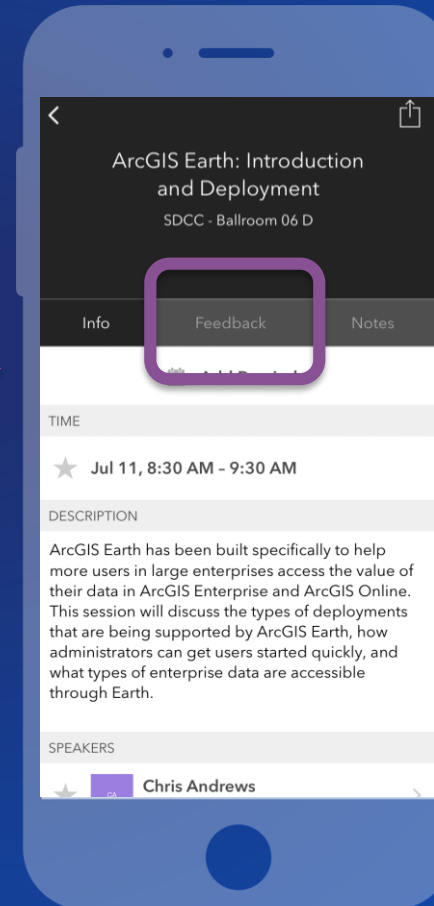 ArcGIS Earth: Introduction
and Deployment
SDCC - Ballroom 06 D
Info Feedback Notes
TIME
Jul 11, 8:30 AM – 9:30 AM
DESCRIPTION
ArcGIS Earth has been built specifically to help
more users in large enterprises access the value of
their data in ArcGIS Enterprise and ArcGIS Online.
This session will discuss the types of deployments
that are being supported by ArcGIS Earth, how
administrators can get users started quickly, and
what types of enterprise data are accessible
through Earth.
SPEAKERS
CA Chris Andrews